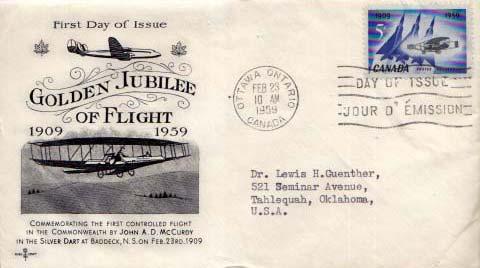 First Day of Issue
GOLDEN JUBILEE
OF FLIGHT
1909 1959
COMMEMORATING THE FIRST CONTROLLED FLIGHT
IN THE COMMONWEALTH BY JOHN A. D. McCURDY
IN THE SILVER DART AT BADDECK, N.S. ON FEB. 23RD. 1909
OTTAWA ONTARIO
FEB 23
10 AM
1959
CANADA
1909 1959
5
CANADA
DAY OF ISSUE
JOUR D'ÉMISSION
Dr. Lewis H.Guenther,
521 Seminar Avenue,
Tahlequah, Oklahoma,
U.S.A.